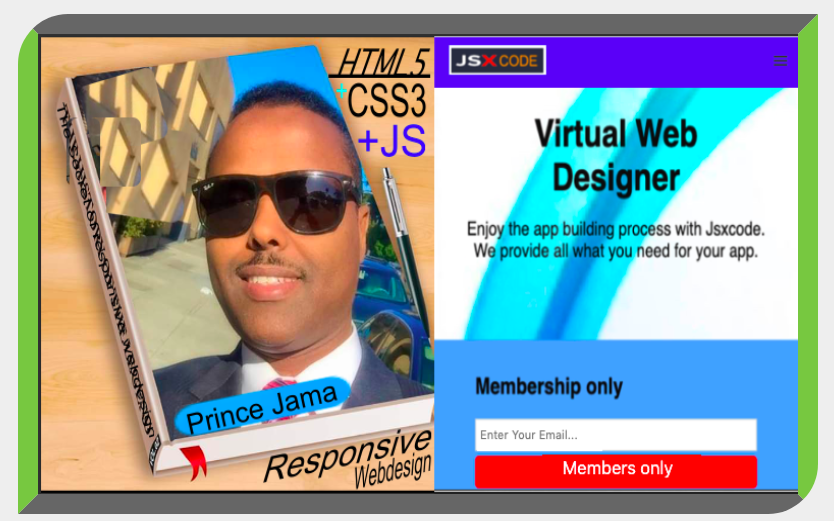 HTML5
+CSS3
+JS
Prince Jama
Responsive
Webdesign
JSXCODE
Virtual Web
Designer
Enjoy the app building process with Jsxcode.
We provide all what you need for your app.
Membership only
Enter Your Email...
Members only